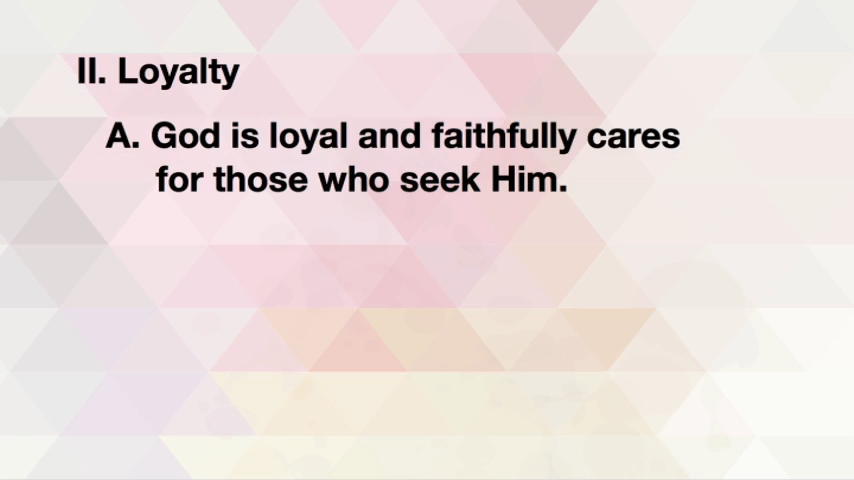 II. Loyalty
A. God is loyal and faithfully cares
for those who seek Him.